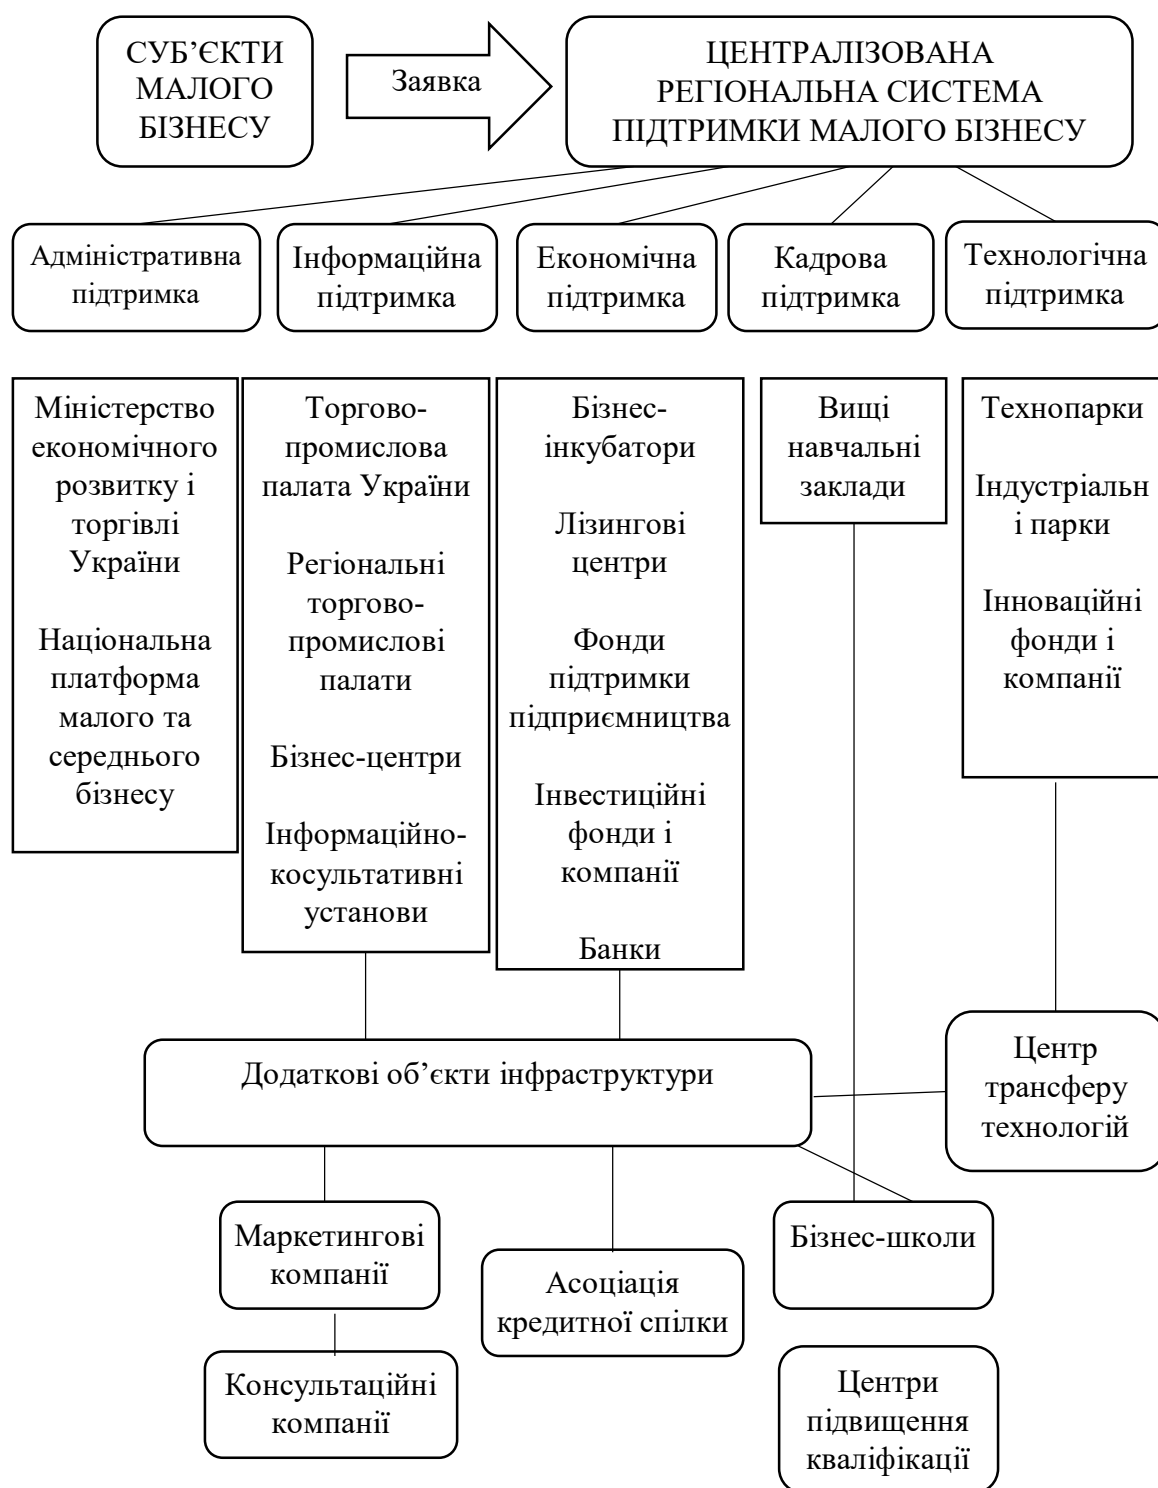 СУБ’ЄКТИ
МАЛОГО
БІЗНЕСУ
Заявка
ЦЕНТРАЛІЗОВАНА
РЕГІОНАЛЬНА СИСТЕМА
ПІДТРИМКИ МАЛОГО БІЗНЕСУ
Адміністративна
підтримка
Інформаційна
підтримка
Економічна
підтримка
Кадрова
підтримка
Технологічна
підтримка
Міністерство
економічного
розвитку і
торгівлі
України
Національна
платформа
малого та
середнього
бізнесу
Торгово-
промислова
палата України
Регіональні
торгово-
промислові
палати
Бізнес-центри
Інформаційно-
косультативні
установи
Бізнес-
інкубатори
Лізингові
центри
Фонди
підтримки
підприємництва
Інвестиційні
фонди і
компанії
Банки
Вищі
навчальні
заклади
Технопарки
Індустріальн
і парки
Інноваційні
фонди і
компанії
Додаткові об’єкти інфраструктури
Центр
трансферу
технологій
Маркетингові
компанії
Асоціація
кредитної спілки
Бізнес-школи
Консультаційні
компанії
Центри
підвищення
кваліфікації